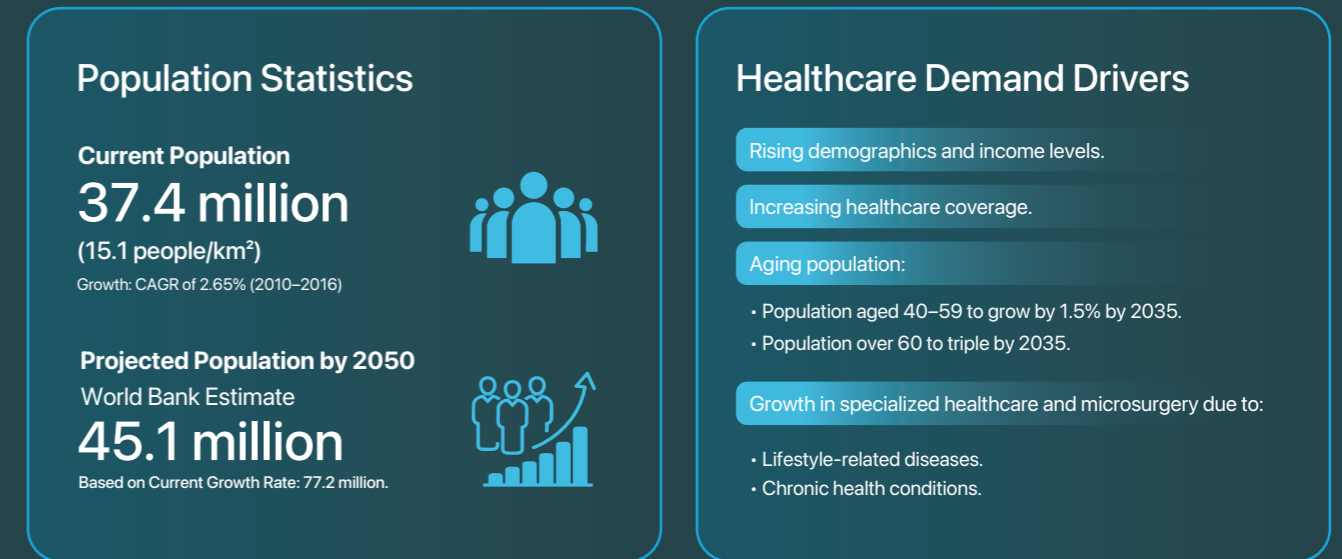 Population Statistics
Current Population
37.4 million
(15.1 people/km²)
Growth: CAGR of 2.65% (2010–2016)
Projected Population by 2050
World Bank Estimate
45.1 million
Based on Current Growth Rate: 77.2 million.
Healthcare Demand Drivers
Rising demographics and income levels.
Increasing healthcare coverage.
Aging population:
• Population aged 40–59 to grow by 1.5% by 2035.
• Population over 60 to triple by 2035.
Growth in specialized healthcare and microsurgery due to:
• Lifestyle-related diseases.
• Chronic health conditions.